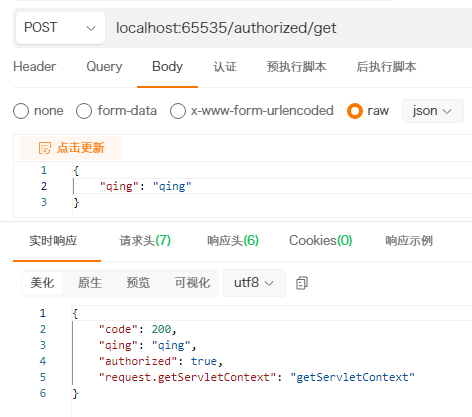 POST localhost:65535/authorized/get
Header Query Body 认证 预执行脚本 后执行脚本
none form-data x-www-form-urlencoded raw json
点击更新
1 {
2 "qing": "qing"
3 }
实时响应 请求头(7) 响应头(6) Cookies(0) 响应示例
美化 原生 预览 可视化 utf8
1 {
2 "code": 200,
3 "qing": "qing",
4 "authorized": true,
5 "request.getServletContext": "getServletContext"
6 }